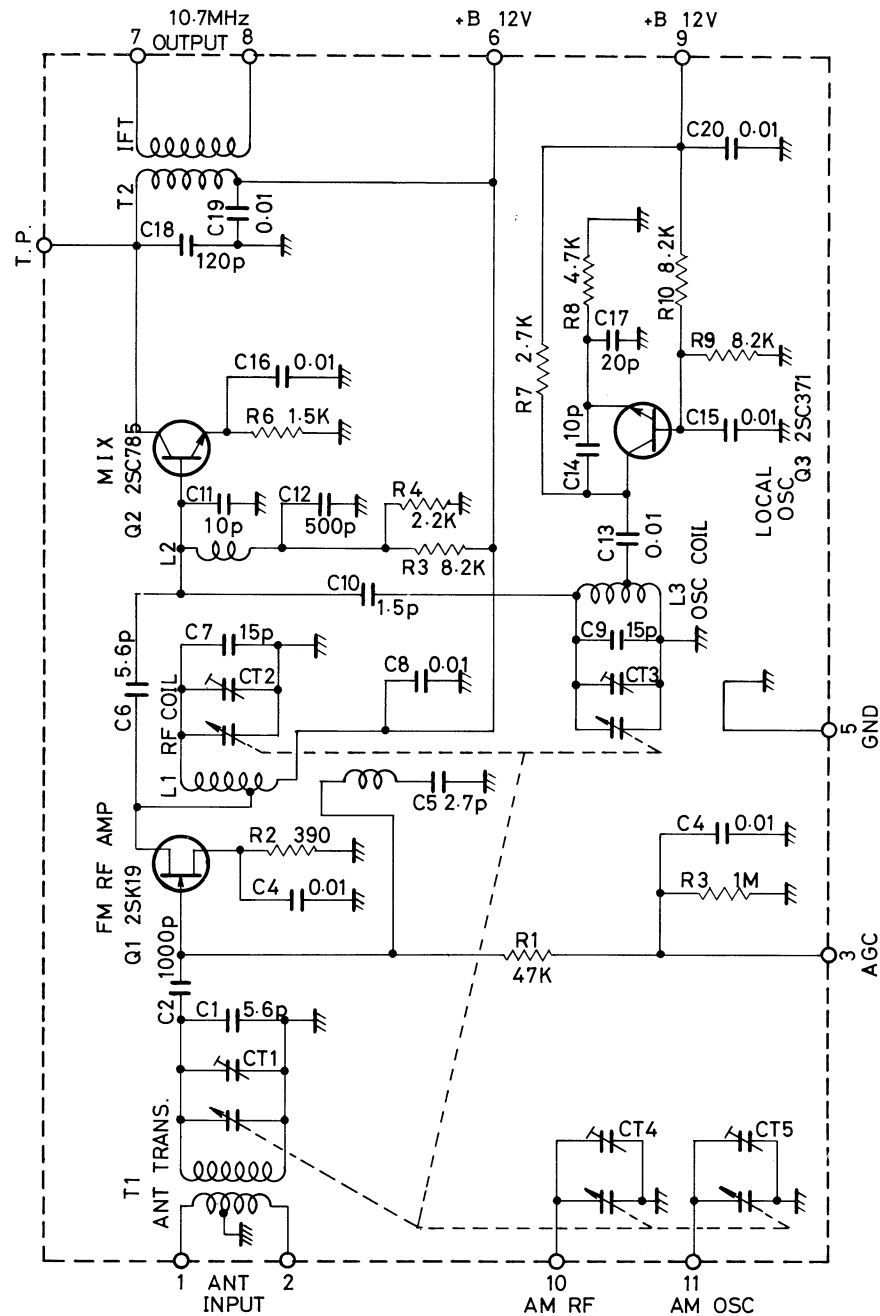 10.7MHz
7 OUTPUT 8
+B 12V
6
+B 12V
9
IFT
T2
C19
0.01
C20 0.01
T.P.
C18
120p
R8 4.7K
R10 8.2K
C17
20p
R7 2.7K
R9 8.2K
C16 0.01
R6 1.5K
MIX
Q2 2SC785
C14 10p
C15 0.01
Q3 2SC371
LOCAL
OSC
C11
10p
C12
500p
R4
2.2K
R3 8.2K
L2
C13
0.01
C10
1.5p
L3
OSC COIL
C6 5.6p
C7 15p
CT2
C8 0.01
C9 15p
CT3
L1 RF COIL
5
GND
C5 2.7p
FM RF AMP
Q1 2SK19
R2 390
C4 0.01
C4 0.01
R3 1M
1000p
C2
R1
47K
3
AGC
C1 5.6p
CT1
T1
ANT TRANS.
CT4
CT5
1 ANT 2
INPUT
10
AM RF
11
AM OSC